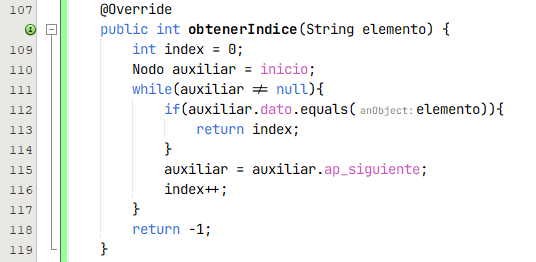 107 @Override
public int obtenerIndice(String elemento) {
109 int index = 0;
110 Nodo auxiliar = inicio;
111 while(auxiliar ≠ null){
112 if(auxiliar.dato.equals( anObject: elemento)){
113 return index;
114 }
115 auxiliar = auxiliar.ap_siguiente;
116 index++;
117 }
118 return -1;
119 }